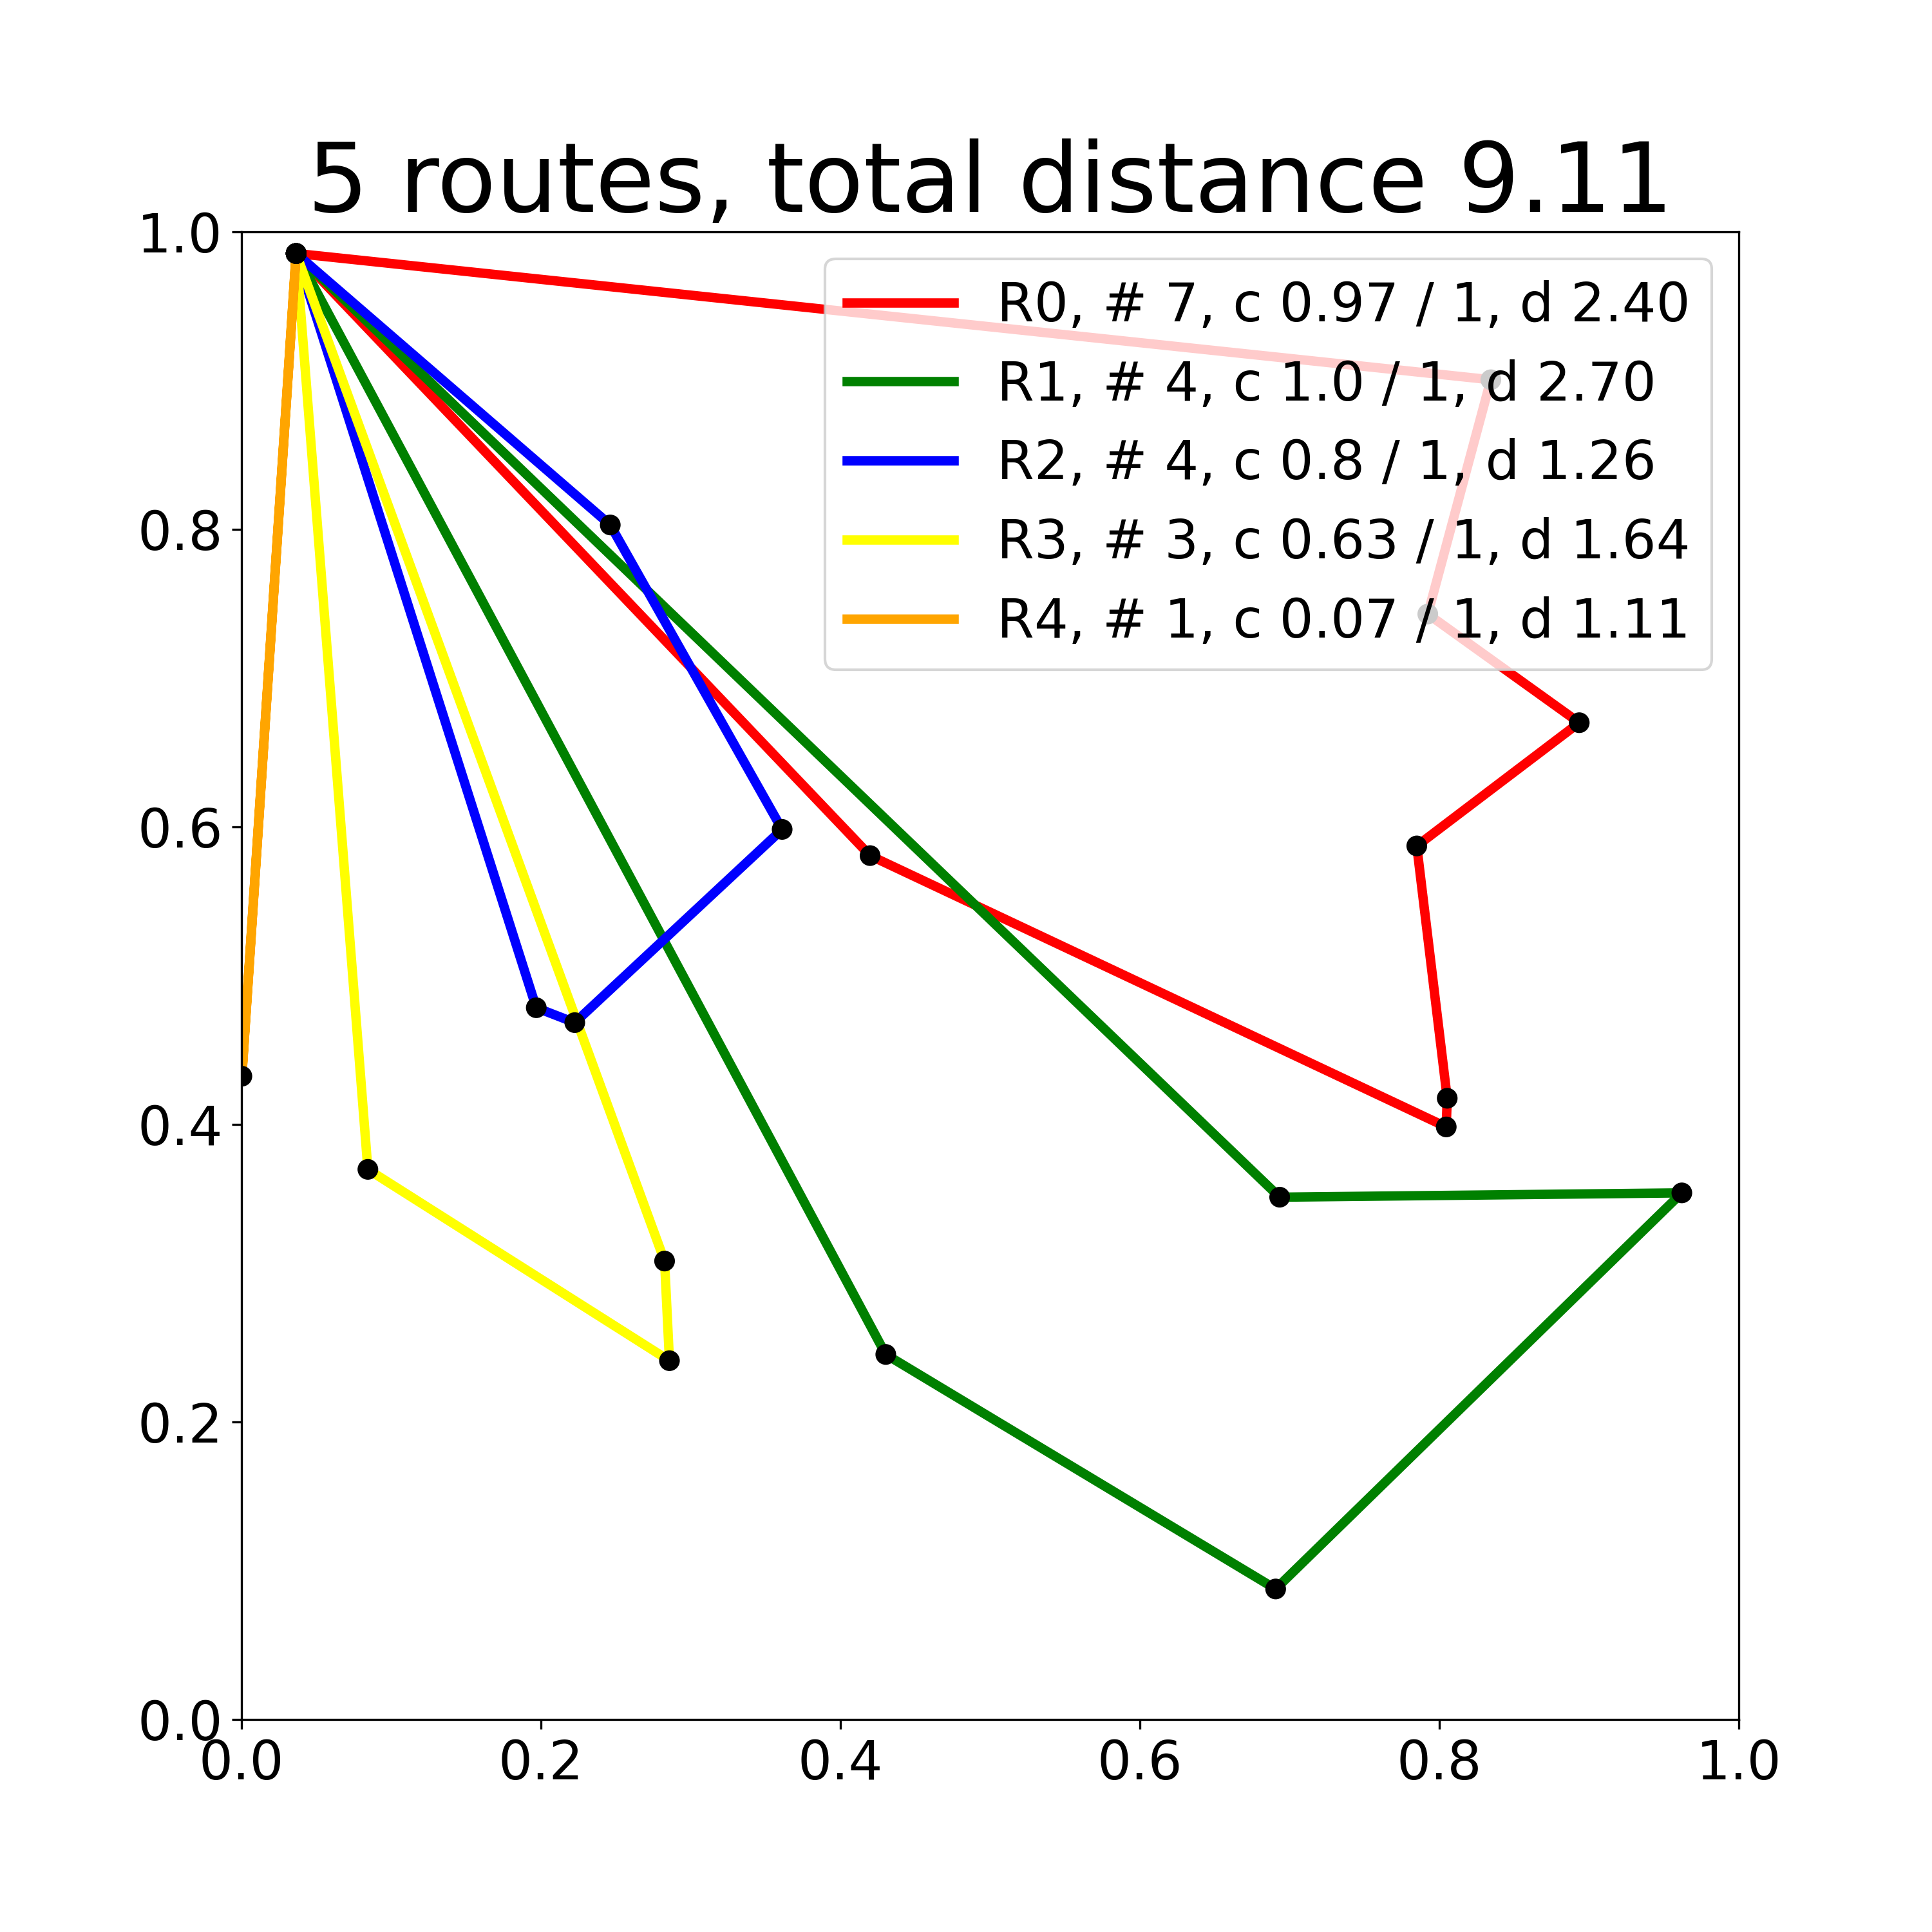 5 routes, total distance 9.11
R0, # 7, c 0.97 / 1, d 2.40
R1, # 4, c 1.0 / 1, d 2.70
R2, # 4, c 0.8 / 1, d 1.26
R3, # 3, c 0.63 / 1, d 1.64
R4, # 1, c 0.07 / 1, d 1.11
1.0
0.8
0.6
0.4
0.2
0.0
0.0 0.2 0.4 0.6 0.8 1.0